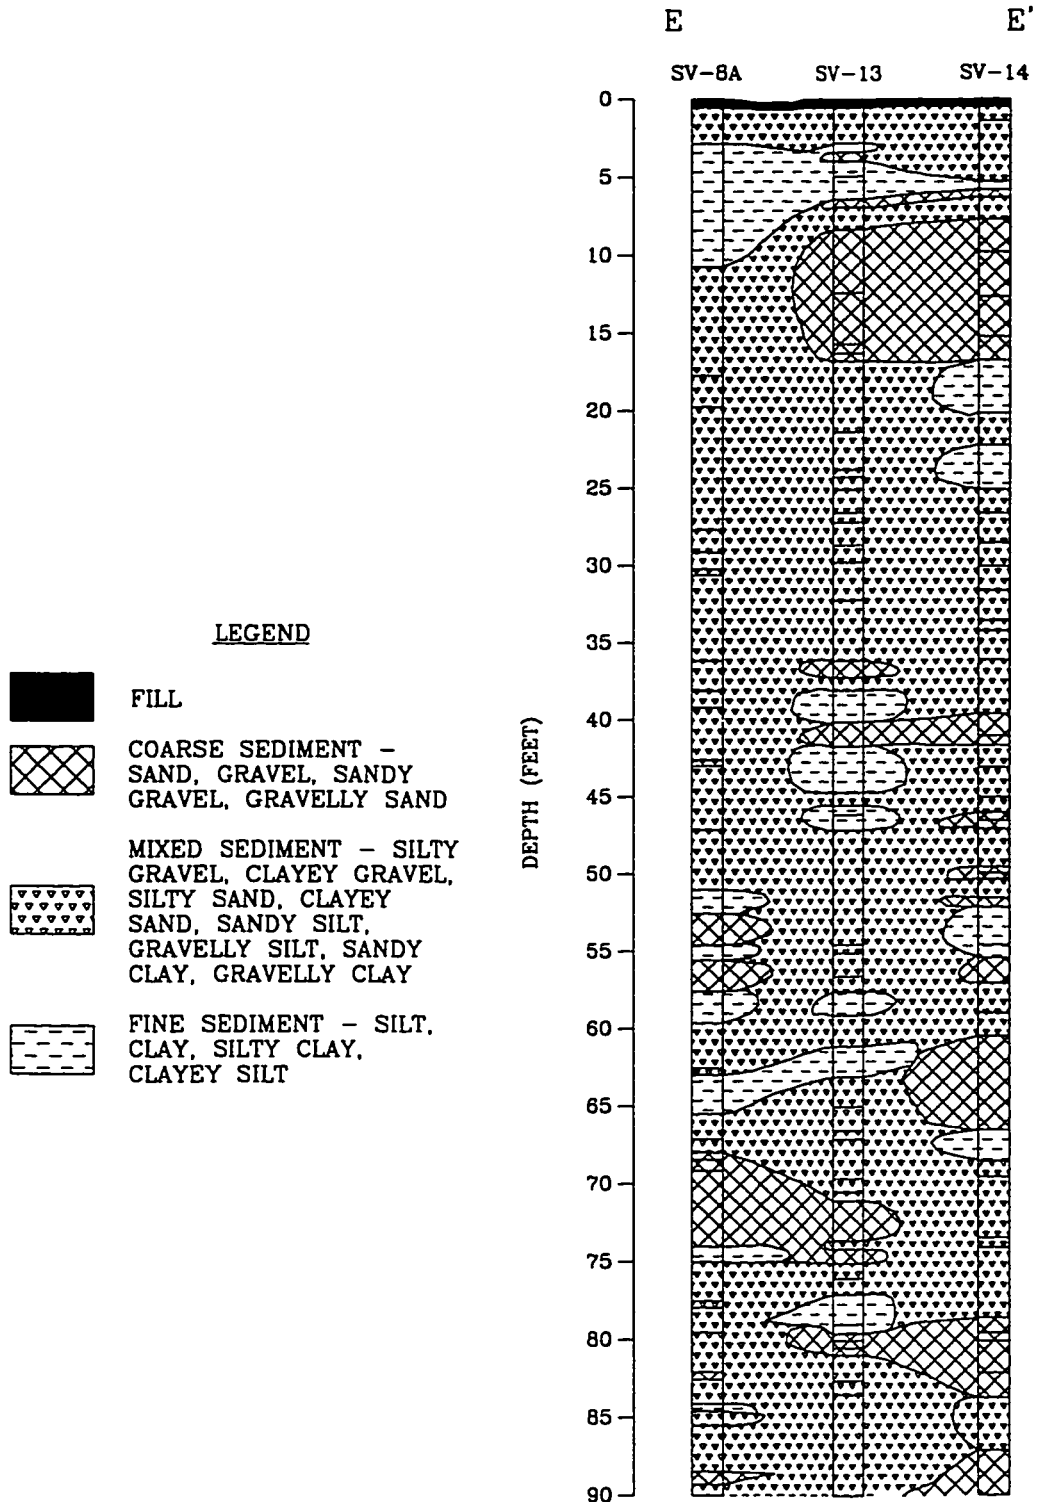 E E'
SV-8A SV-13 SV-14
0
5
10
15
20
25
30
35
40
45
50
55
60
65
70
75
80
85
90
DEPTH (FEET)
LEGEND
FILL
COARSE SEDIMENT –
SAND, GRAVEL, SANDY
GRAVEL, GRAVELLY SAND
MIXED SEDIMENT – SILTY
GRAVEL, CLAYEY GRAVEL,
SILTY SAND, CLAYEY
SAND, SANDY SILT,
GRAVELLY SILT, SANDY
CLAY, GRAVELLY CLAY
FINE SEDIMENT – SILT,
CLAY, SILTY CLAY,
CLAYEY SILT